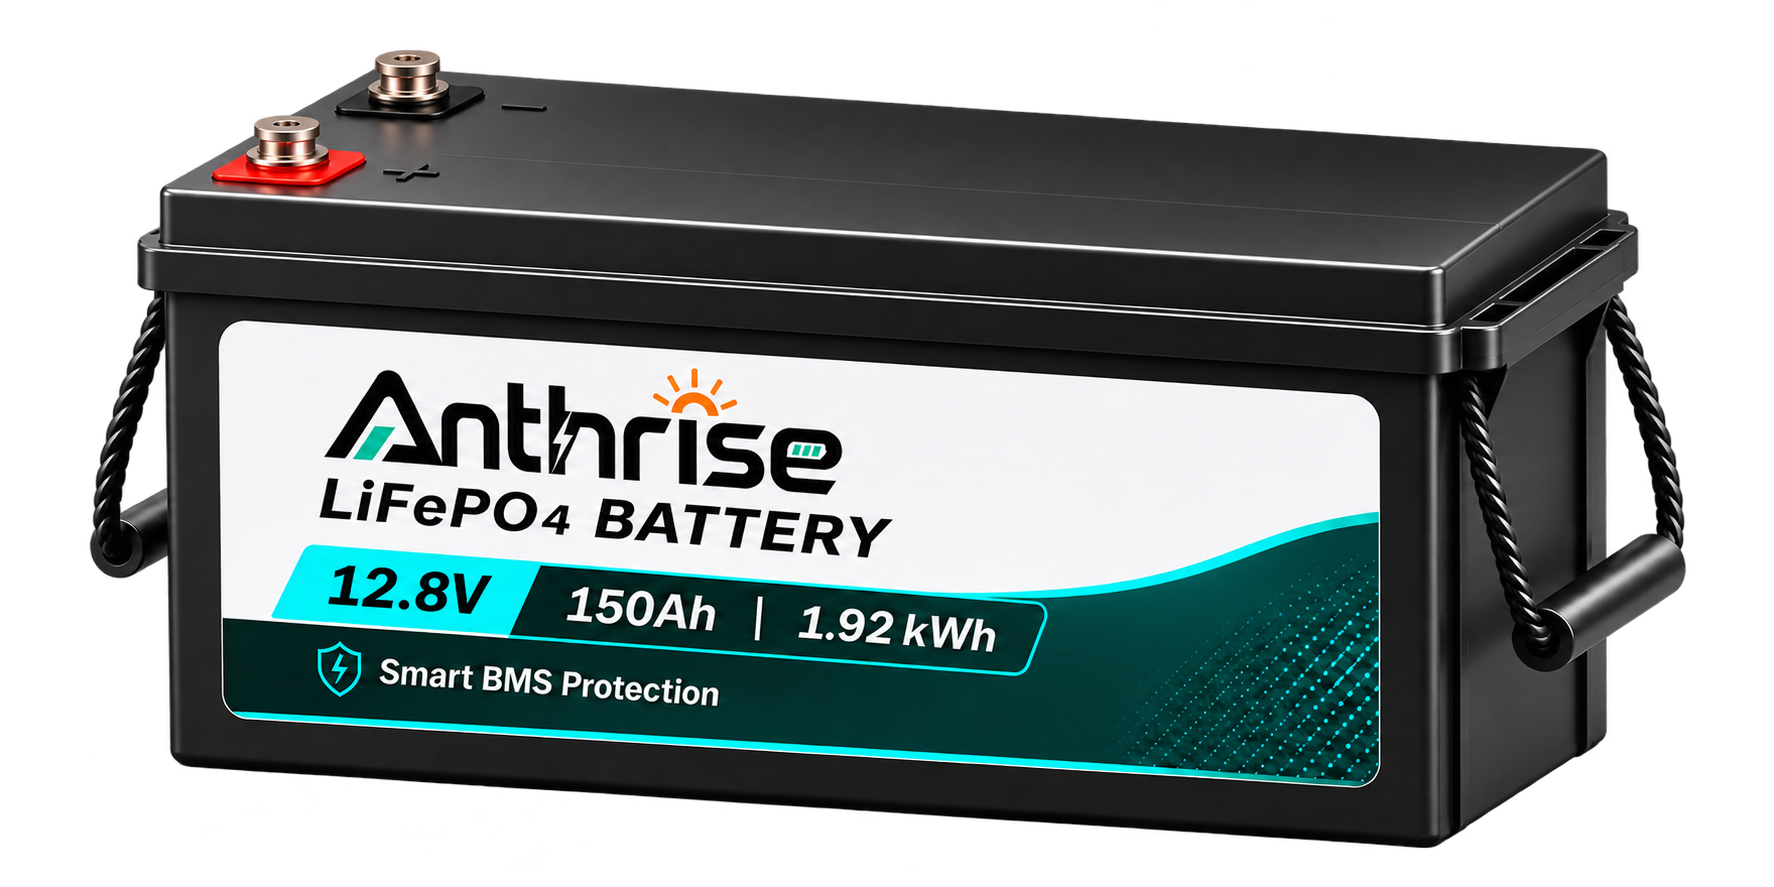 − 
+
Anthrise
LiFePO4 BATTERY
12.8V 150Ah | 1.92 kWh
Smart BMS Protection